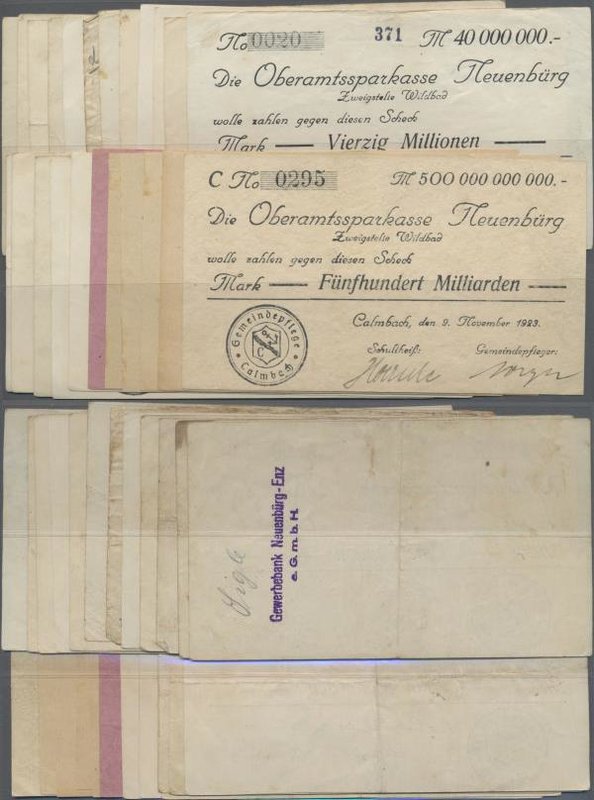 No 0020 371 M 40 000 000.-
Die Oberamtssparkasse Neuenbürg
Zweigstelle Wildbad
wolle zahlen gegen diesen Scheck
Mark — Vierzig Millionen —
C No 0295 M 500 000 000 000.-
Die Oberamtssparkasse Neuenbürg
Zweigstelle Wildbad
wolle zahlen gegen diesen Scheck
Mark — Fünfhundert Milliarden —
Gemeindepflege
Calmbach
Calmbach, den 9. November 1923.
Schultheiß: Gemeindepfleger:
Gewerbebank Neuenbürg-Enz
e. G. m. b. H.